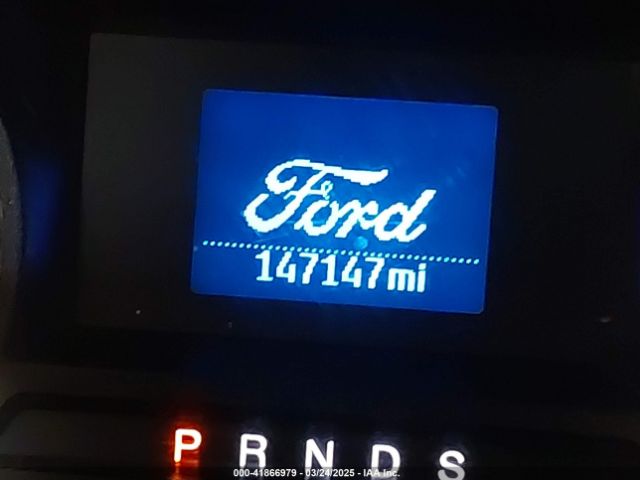 Ford
147147mi
P R N D S
000-41866979 - 03/24/2025 - IAA Inc.